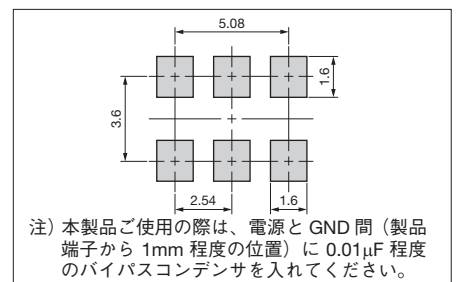 5.08
1.6
3.6
2.54
1.6
注）本製品ご使用の際は、電源と GND 間（製品
端子から 1mm 程度の位置）に 0.01μF 程度
のバイパスコンデンサを入れてください。